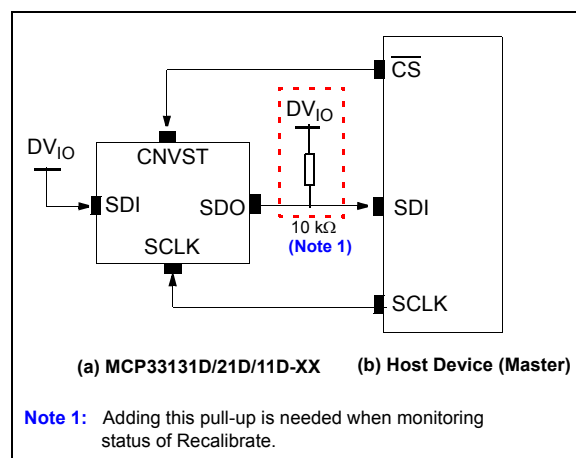 CS
DVIO
DVIO
CNVST
SDI
SDO
SDI
10 kΩ
(Note 1)
SCLK
SCLK
(a) MCP33131D/21D/11D-XX
(b) Host Device (Master)
Note 1: Adding this pull-up is needed when monitoring
status of Recalibrate.